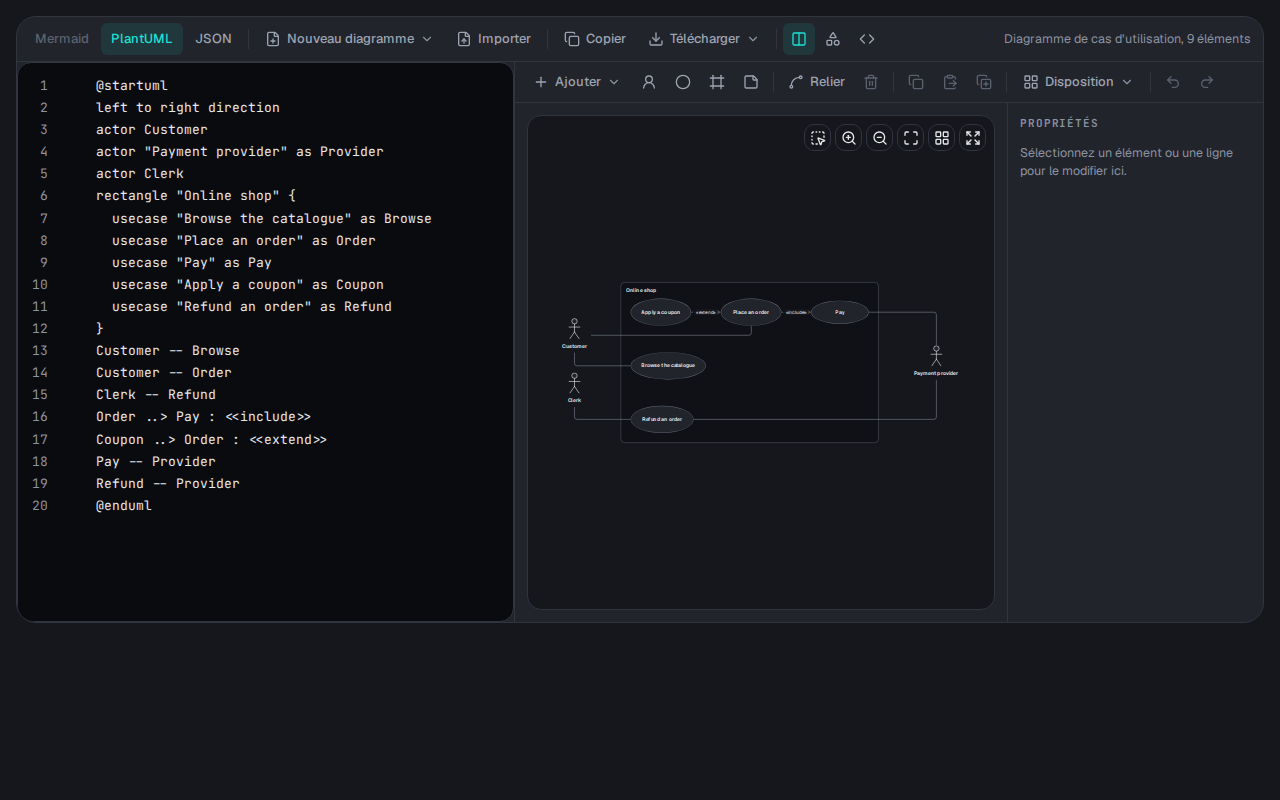 Mermaid PlantUML JSON Nouveau diagramme Importer Copier Télécharger Diagramme de cas d'utilisation, 9 éléments
Ajouter Relier Disposition
1 @startuml
2 left to right direction
3 actor Customer
4 actor "Payment provider" as Provider
5 actor Clerk
6 rectangle "Online shop" {
7 usecase "Browse the catalogue" as Browse
8 usecase "Place an order" as Order
9 usecase "Pay" as Pay
10 usecase "Apply a coupon" as Coupon
11 usecase "Refund an order" as Refund
12 }
13 Customer -- Browse
14 Customer -- Order
15 Clerk -- Refund
16 Order ..> Pay : <<include>>
17 Coupon ..> Order : <<extend>>
18 Pay -- Provider
19 Refund -- Provider
20 @enduml
Online shop
Apply a coupon «extend» Place an order «include» Pay
Customer
Browse the catalogue
Payment provider
Clerk
Refund an order
PROPRIÉTÉS
Sélectionnez un élément ou une ligne
pour le modifier ici.